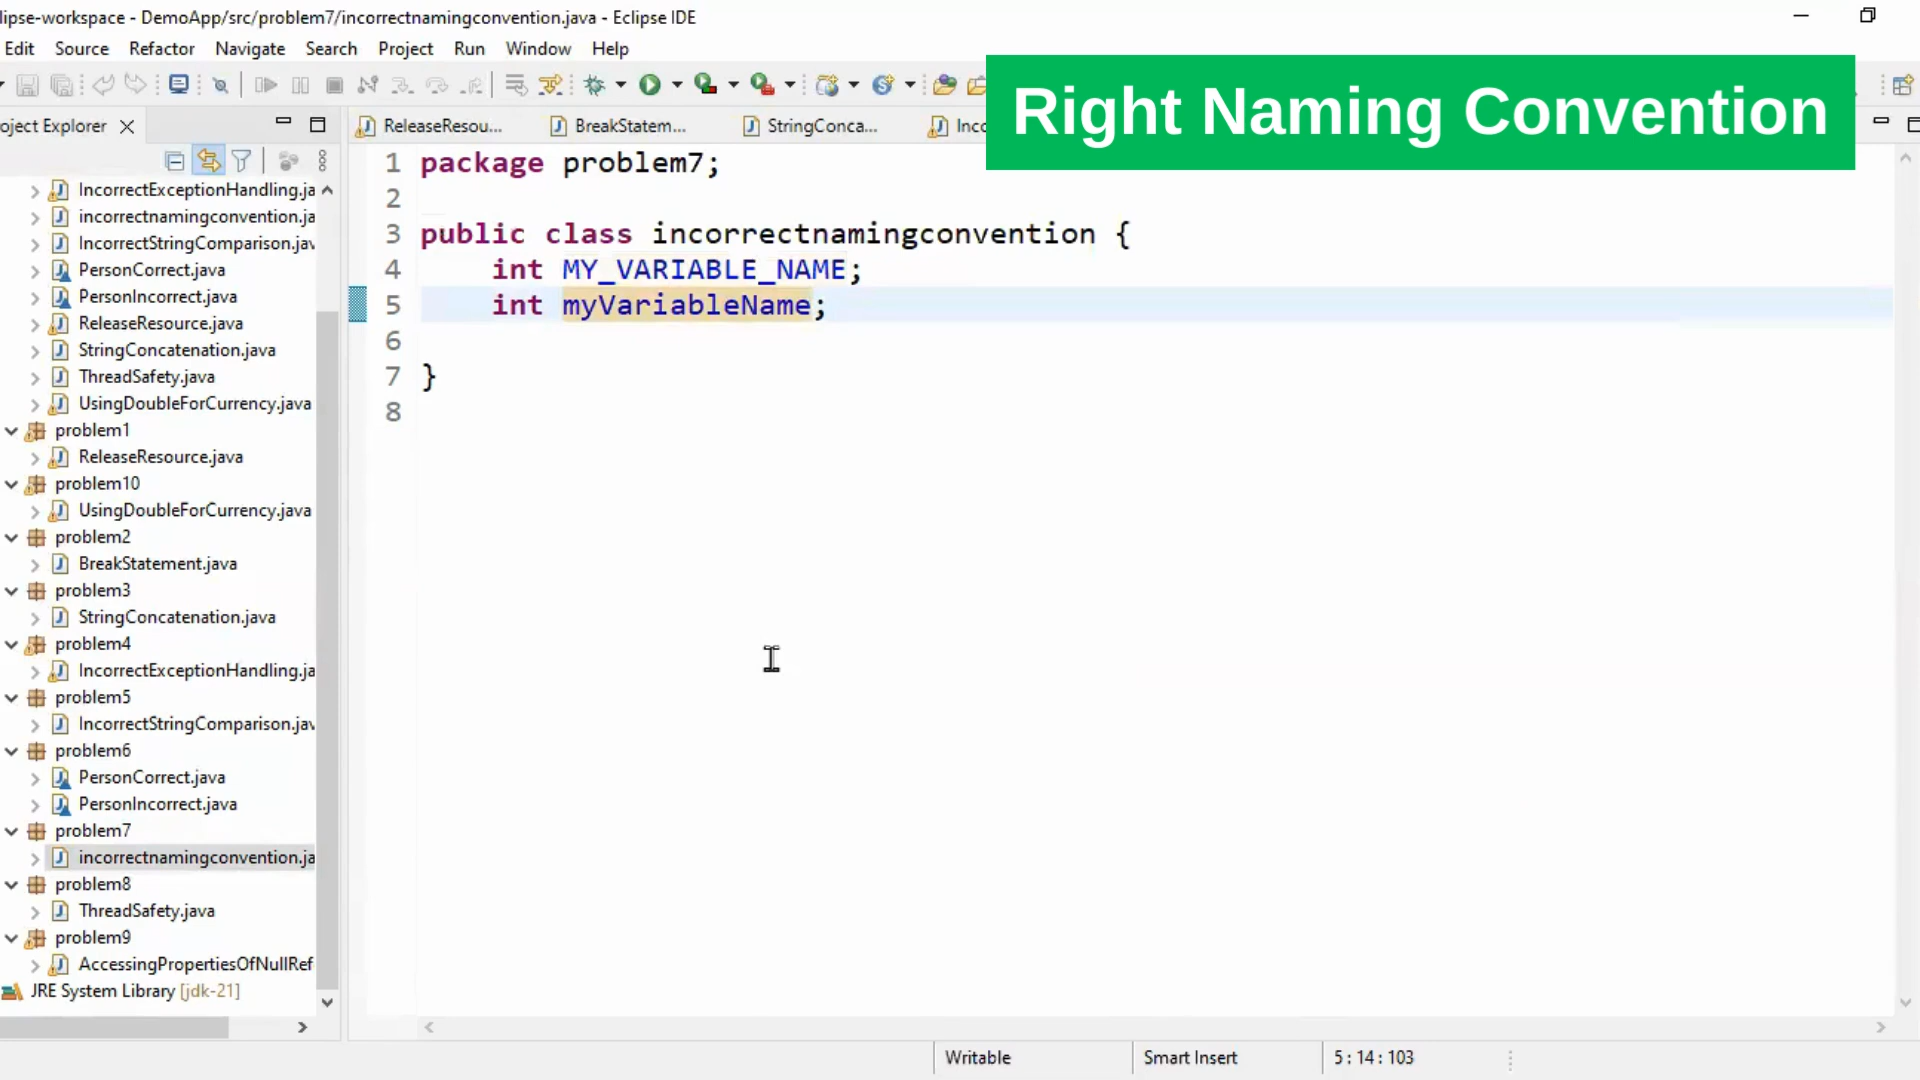 lipse-workspace - DemoApp/src/problem7/incorrectnamingconvention.java - Eclipse IDE
Edit Source Refactor Navigate Search Project Run Window Help
Right Naming Convention
oject Explorer
ReleaseResou... BreakStatem... StringConca... Inc
IncorrectExceptionHandling.ja
incorrectnamingconvention.ja
IncorrectStringComparison.jav
PersonCorrect.java
PersonIncorrect.java
ReleaseResource.java
StringConcatenation.java
ThreadSafety.java
UsingDoubleForCurrency.java
problem1
ReleaseResource.java
problem10
UsingDoubleForCurrency.java
problem2
BreakStatement.java
problem3
StringConcatenation.java
problem4
IncorrectExceptionHandling.ja
problem5
IncorrectStringComparison.jav
problem6
PersonCorrect.java
PersonIncorrect.java
problem7
incorrectnamingconvention.ja
problem8
ThreadSafety.java
problem9
AccessingPropertiesOfNullRef
JRE System Library [jdk-21]
1 package problem7;
2
3 public class incorrectnamingconvention {
4 int MY_VARIABLE_NAME;
5 int myVariableName;
6
7 }
8
Writable Smart Insert 5 : 14 : 103